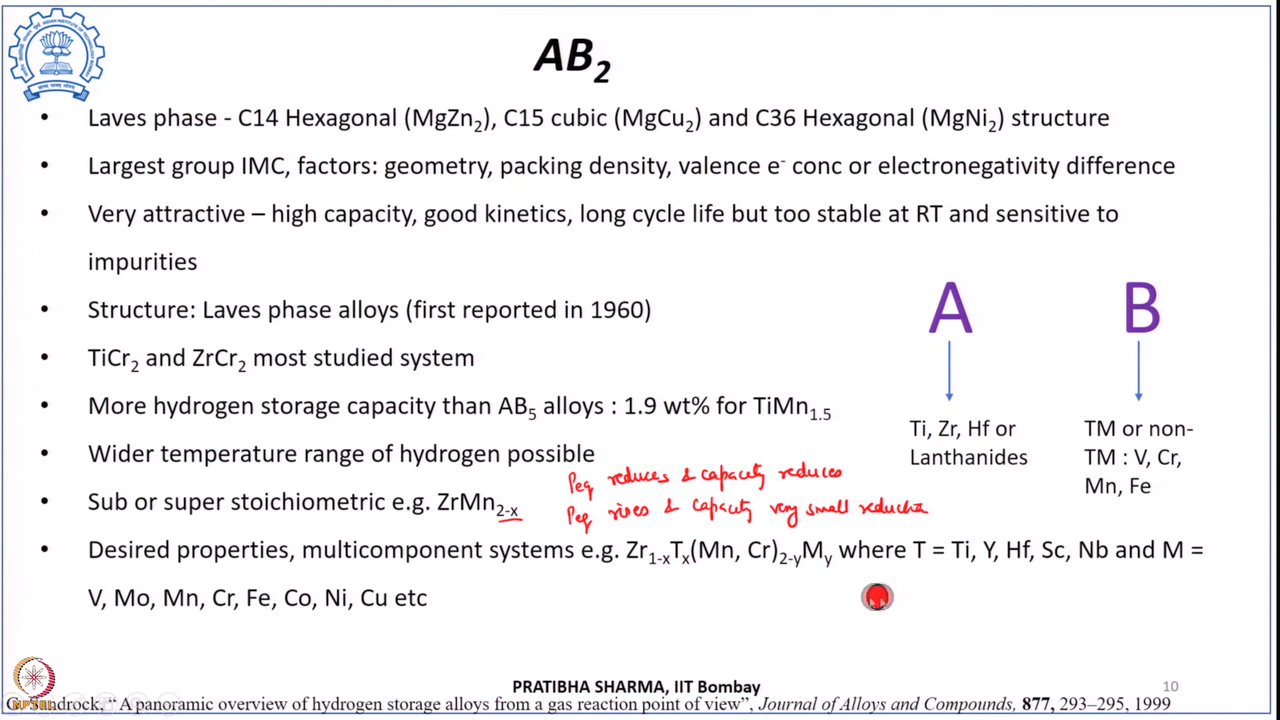 AB2
• Laves phase - C14 Hexagonal (MgZn2), C15 cubic (MgCu2) and C36 Hexagonal (MgNi2) structure
• Largest group IMC, factors: geometry, packing density, valence e- conc or electronegativity difference
• Very attractive – high capacity, good kinetics, long cycle life but too stable at RT and sensitive to
impurities
• Structure: Laves phase alloys (first reported in 1960)
• TiCr2 and ZrCr2 most studied system
• More hydrogen storage capacity than AB5 alloys : 1.9 wt% for TiMn1.5
• Wider temperature range of hydrogen possible
• Sub or super stoichiometric e.g. ZrMn2-x
Peq reduces & capacity reduces
Peq rises & capacity very small
• Desired properties, multicomponent systems e.g. Zr1-xTx(Mn, Cr)2-yMy where T = Ti, Y, Hf, Sc, Nb and M =
V, Mo, Mn, Cr, Fe, Co, Ni, Cu etc
A
Ti, Zr, Hf or
Lanthanides
B
TM or non-
TM : V, Cr,
Mn, Fe
PRATIBHA SHARMA, IIT Bombay
10
NPTEL
"A panoramic overview of hydrogen storage alloys from a gas reaction point of view", Journal of Alloys and Compounds, 877, 293–295, 1999